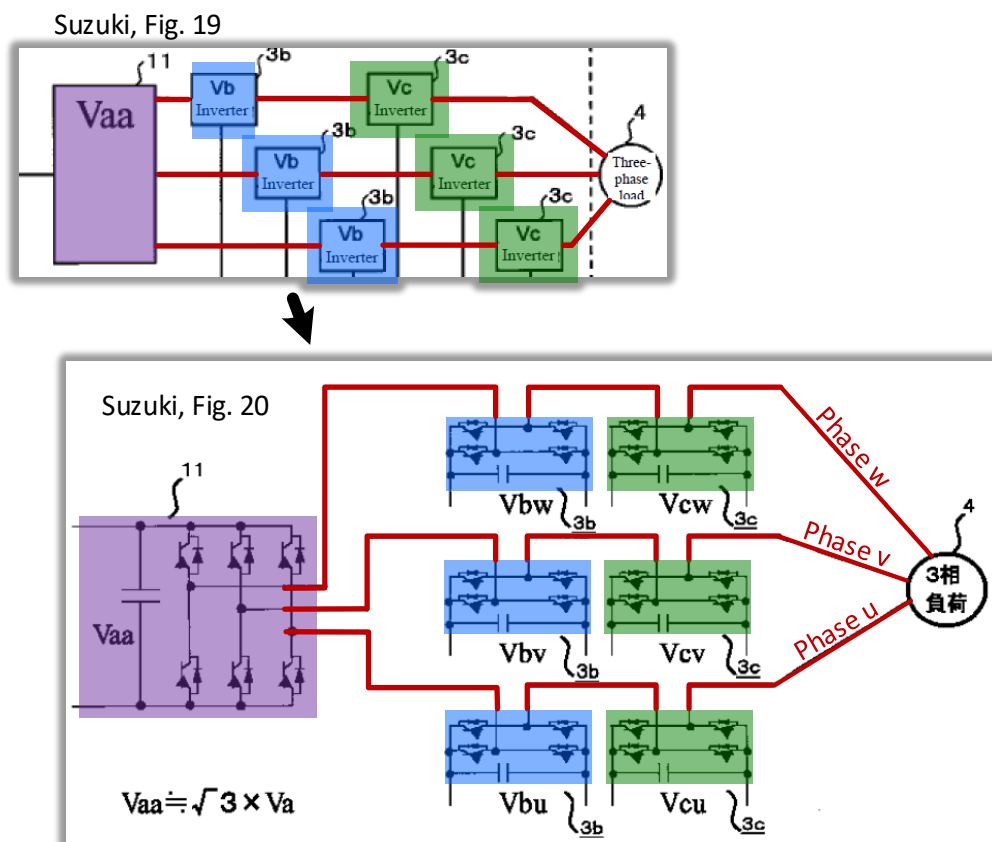 Suzuki, Fig. 19
11
3b
3c
Vaa
Vb
Inverter
Vc
Inverter
3b
3c
4
Vb
Inverter
Vc
Inverter
Three-
phase
load
3b
3c
Vb
Inverter
Vc
Inverter
Suzuki, Fig. 20
11
Vaa
Vbw
3b
Vcw
3c
Phase w
4
Vbv
3b
Vcv
3c
Phase v
3相
負荷
Vbu
3b
Vcu
3c
Phase u
Vaa≒√3×Va